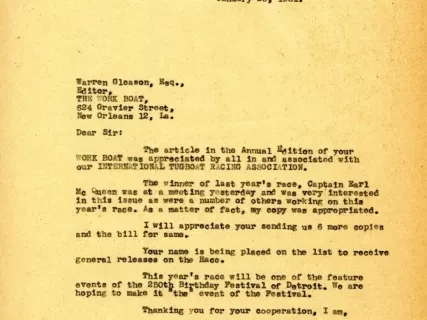 Warren Gleason, Esq.,
Editor,
THE WORK BOAT,
624 Gravier Street,
New Orleans 12, La.
Dear Sir:
The article in the Annual Edition of your
WORK BOAT was appreciated by all in and associated with
our INTERNATIONAL TUGBOAT RACING ASSOCIATION.
The winner of last year's race, Captain Earl
Mc Queen was at a meeting yesterday and was very interested
in this issue as were a number of others working on this
year's race. As a matter of fact, my copy was appropriated.
I will appreciate your sending us 6 more copies
and the bill for same.
Your name is being placed on the list to receive
general releases on the Race.
This year's race will be one of the feature
events of the 250th Birthday Festival of Detroit. We are
hoping to make it "the" event of the Festival.
Thanking you for your cooperation, I am,